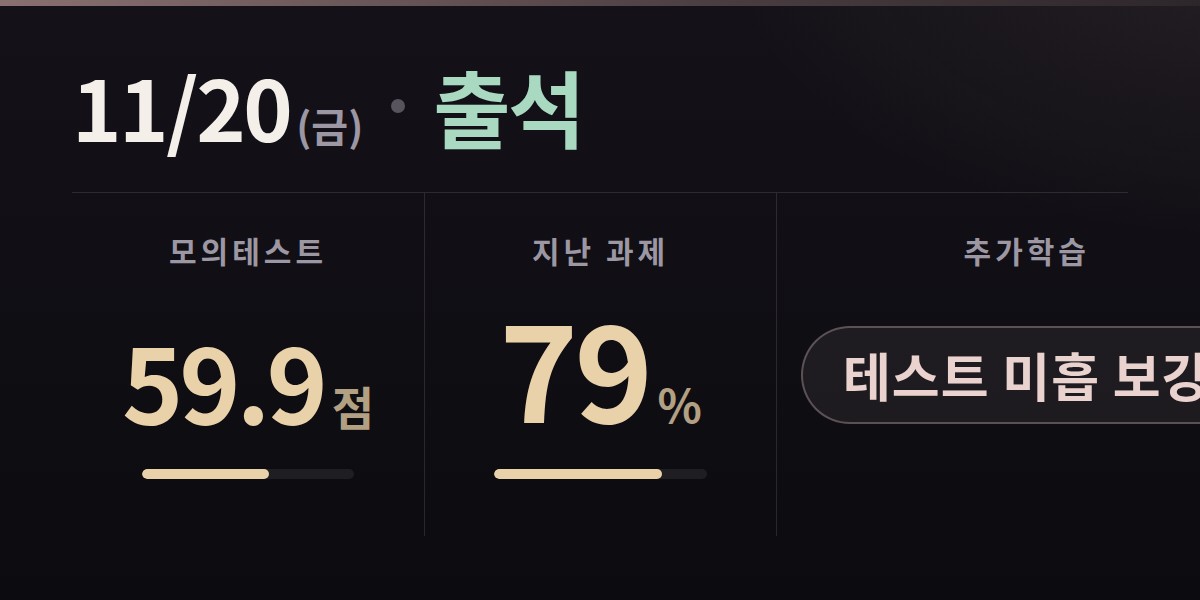 11/20 (금) • 출석
모의테스트
59.9점
지난 과제
79%
추가학습
테스트 미흡 보강